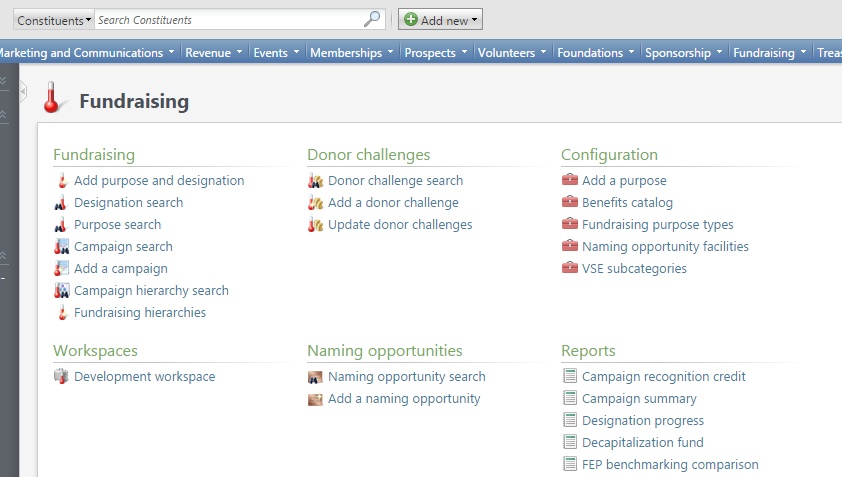 Constituents Search Constituents Add new
Marketing and Communications Revenue Events Memberships Prospects Volunteers Foundations Sponsorship Fundraising
Fundraising
Fundraising
Add purpose and designation
Designation search
Purpose search
Campaign search
Add a campaign
Campaign hierarchy search
Fundraising hierarchies
Donor challenges
Donor challenge search
Add a donor challenge
Update donor challenges
Configuration
Add a purpose
Benefits catalog
Fundraising purpose types
Naming opportunity facilities
VSE subcategories
Workspaces
Development workspace
Naming opportunities
Naming opportunity search
Add a naming opportunity
Reports
Campaign recognition credit
Campaign summary
Designation progress
Decapitalization fund
FEP benchmarking comparison